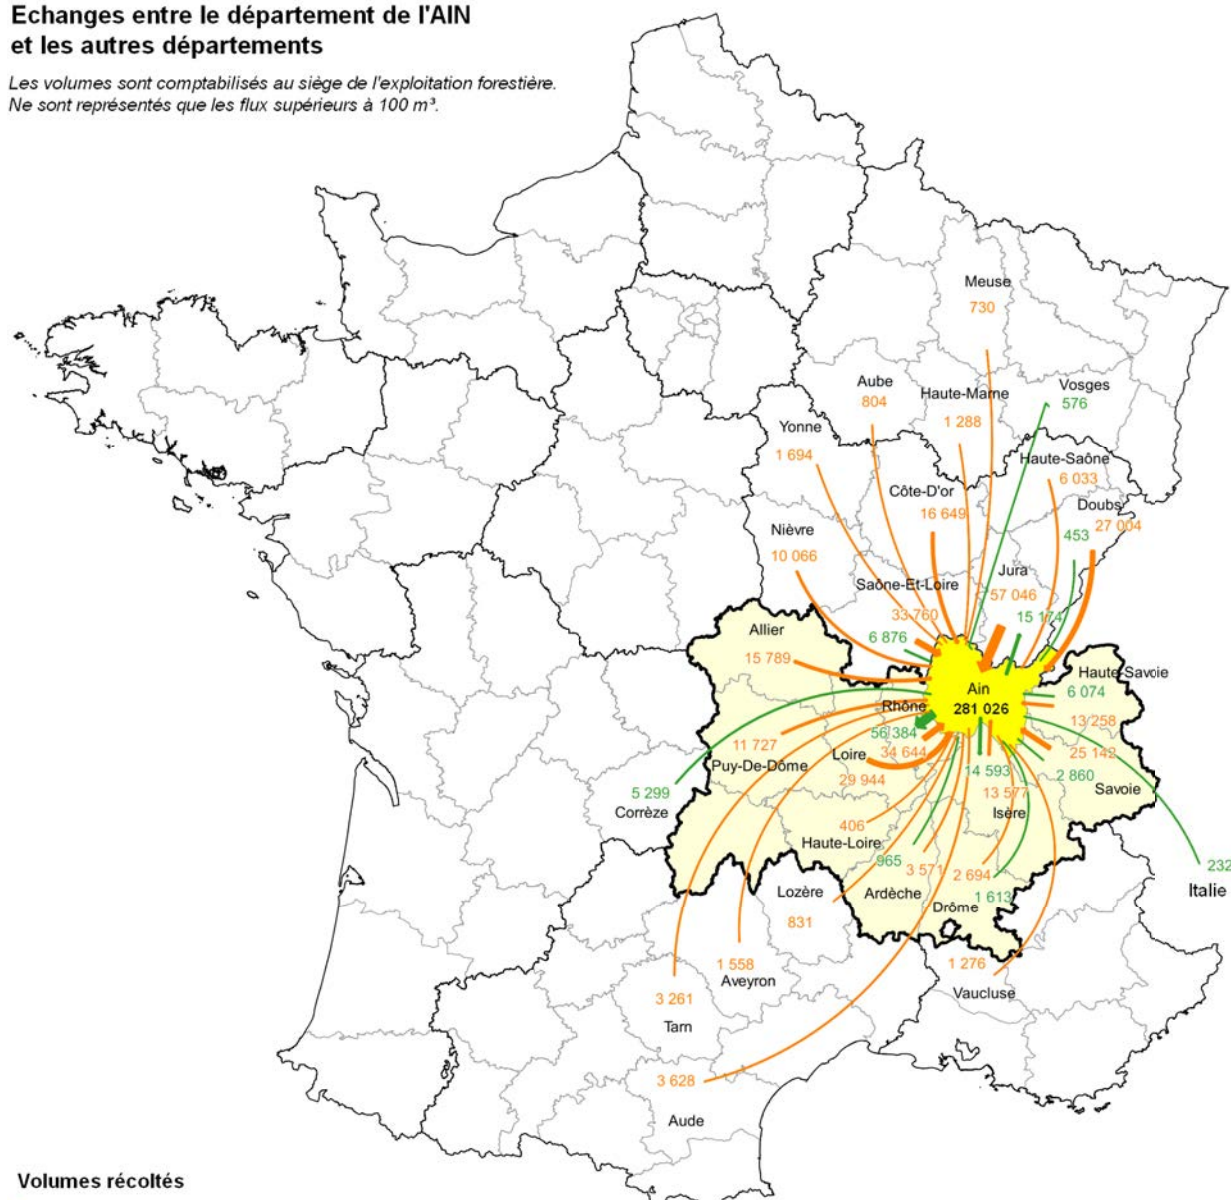 Echanges entre le département de l'AIN
et les autres départements
Les volumes sont comptabilisés au siège de l'exploitation forestière.
Ne sont représentés que les flux supérieurs à 100 m³.
Meuse
730
Aube
804
Haute-Marne
1 288
Vosges
576
Yonne
1 694
Haute-Saône
6 033
Côte-D'or
16 649
Doubs
27 004
453
Nièvre
10 066
Jura
57 046
15 174
Saône-Et-Loire
33 760
6 876
Allier
15 789
Haute-Savoie
6 074
13 258
Ain
281 026
Rhône
56 384
34 644
11 727
Puy-De-Dôme
Loire
29 944
25 142
2 860
Savoie
14 593
13 577
Isère
5 299
Corrèze
406
Haute-Loire
965
3 571
Ardèche
2 694
1 613
Drôme
232
Italie
Lozère
831
1 558
Aveyron
1 276
Vaucluse
3 261
Tarn
3 628
Aude
Volumes récoltés